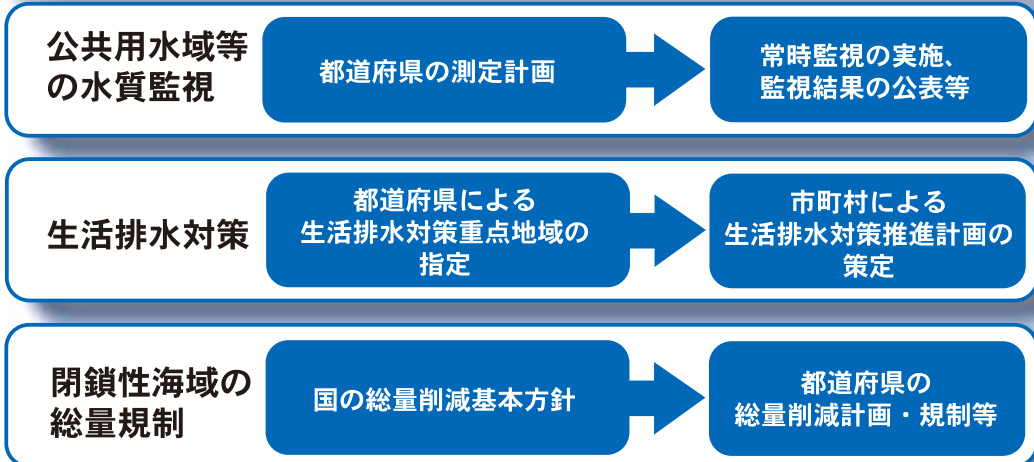 公共用水域等
の水質監視
都道府県の測定計画
常時監視の実施、
監視結果の公表等
生活排水対策
都道府県による
生活排水対策重点地域の
指定
市町村による
生活排水対策推進計画の
策定
閉鎖性海域の
総量規制
国の総量削減基本方針
都道府県の
総量削減計画・規制等